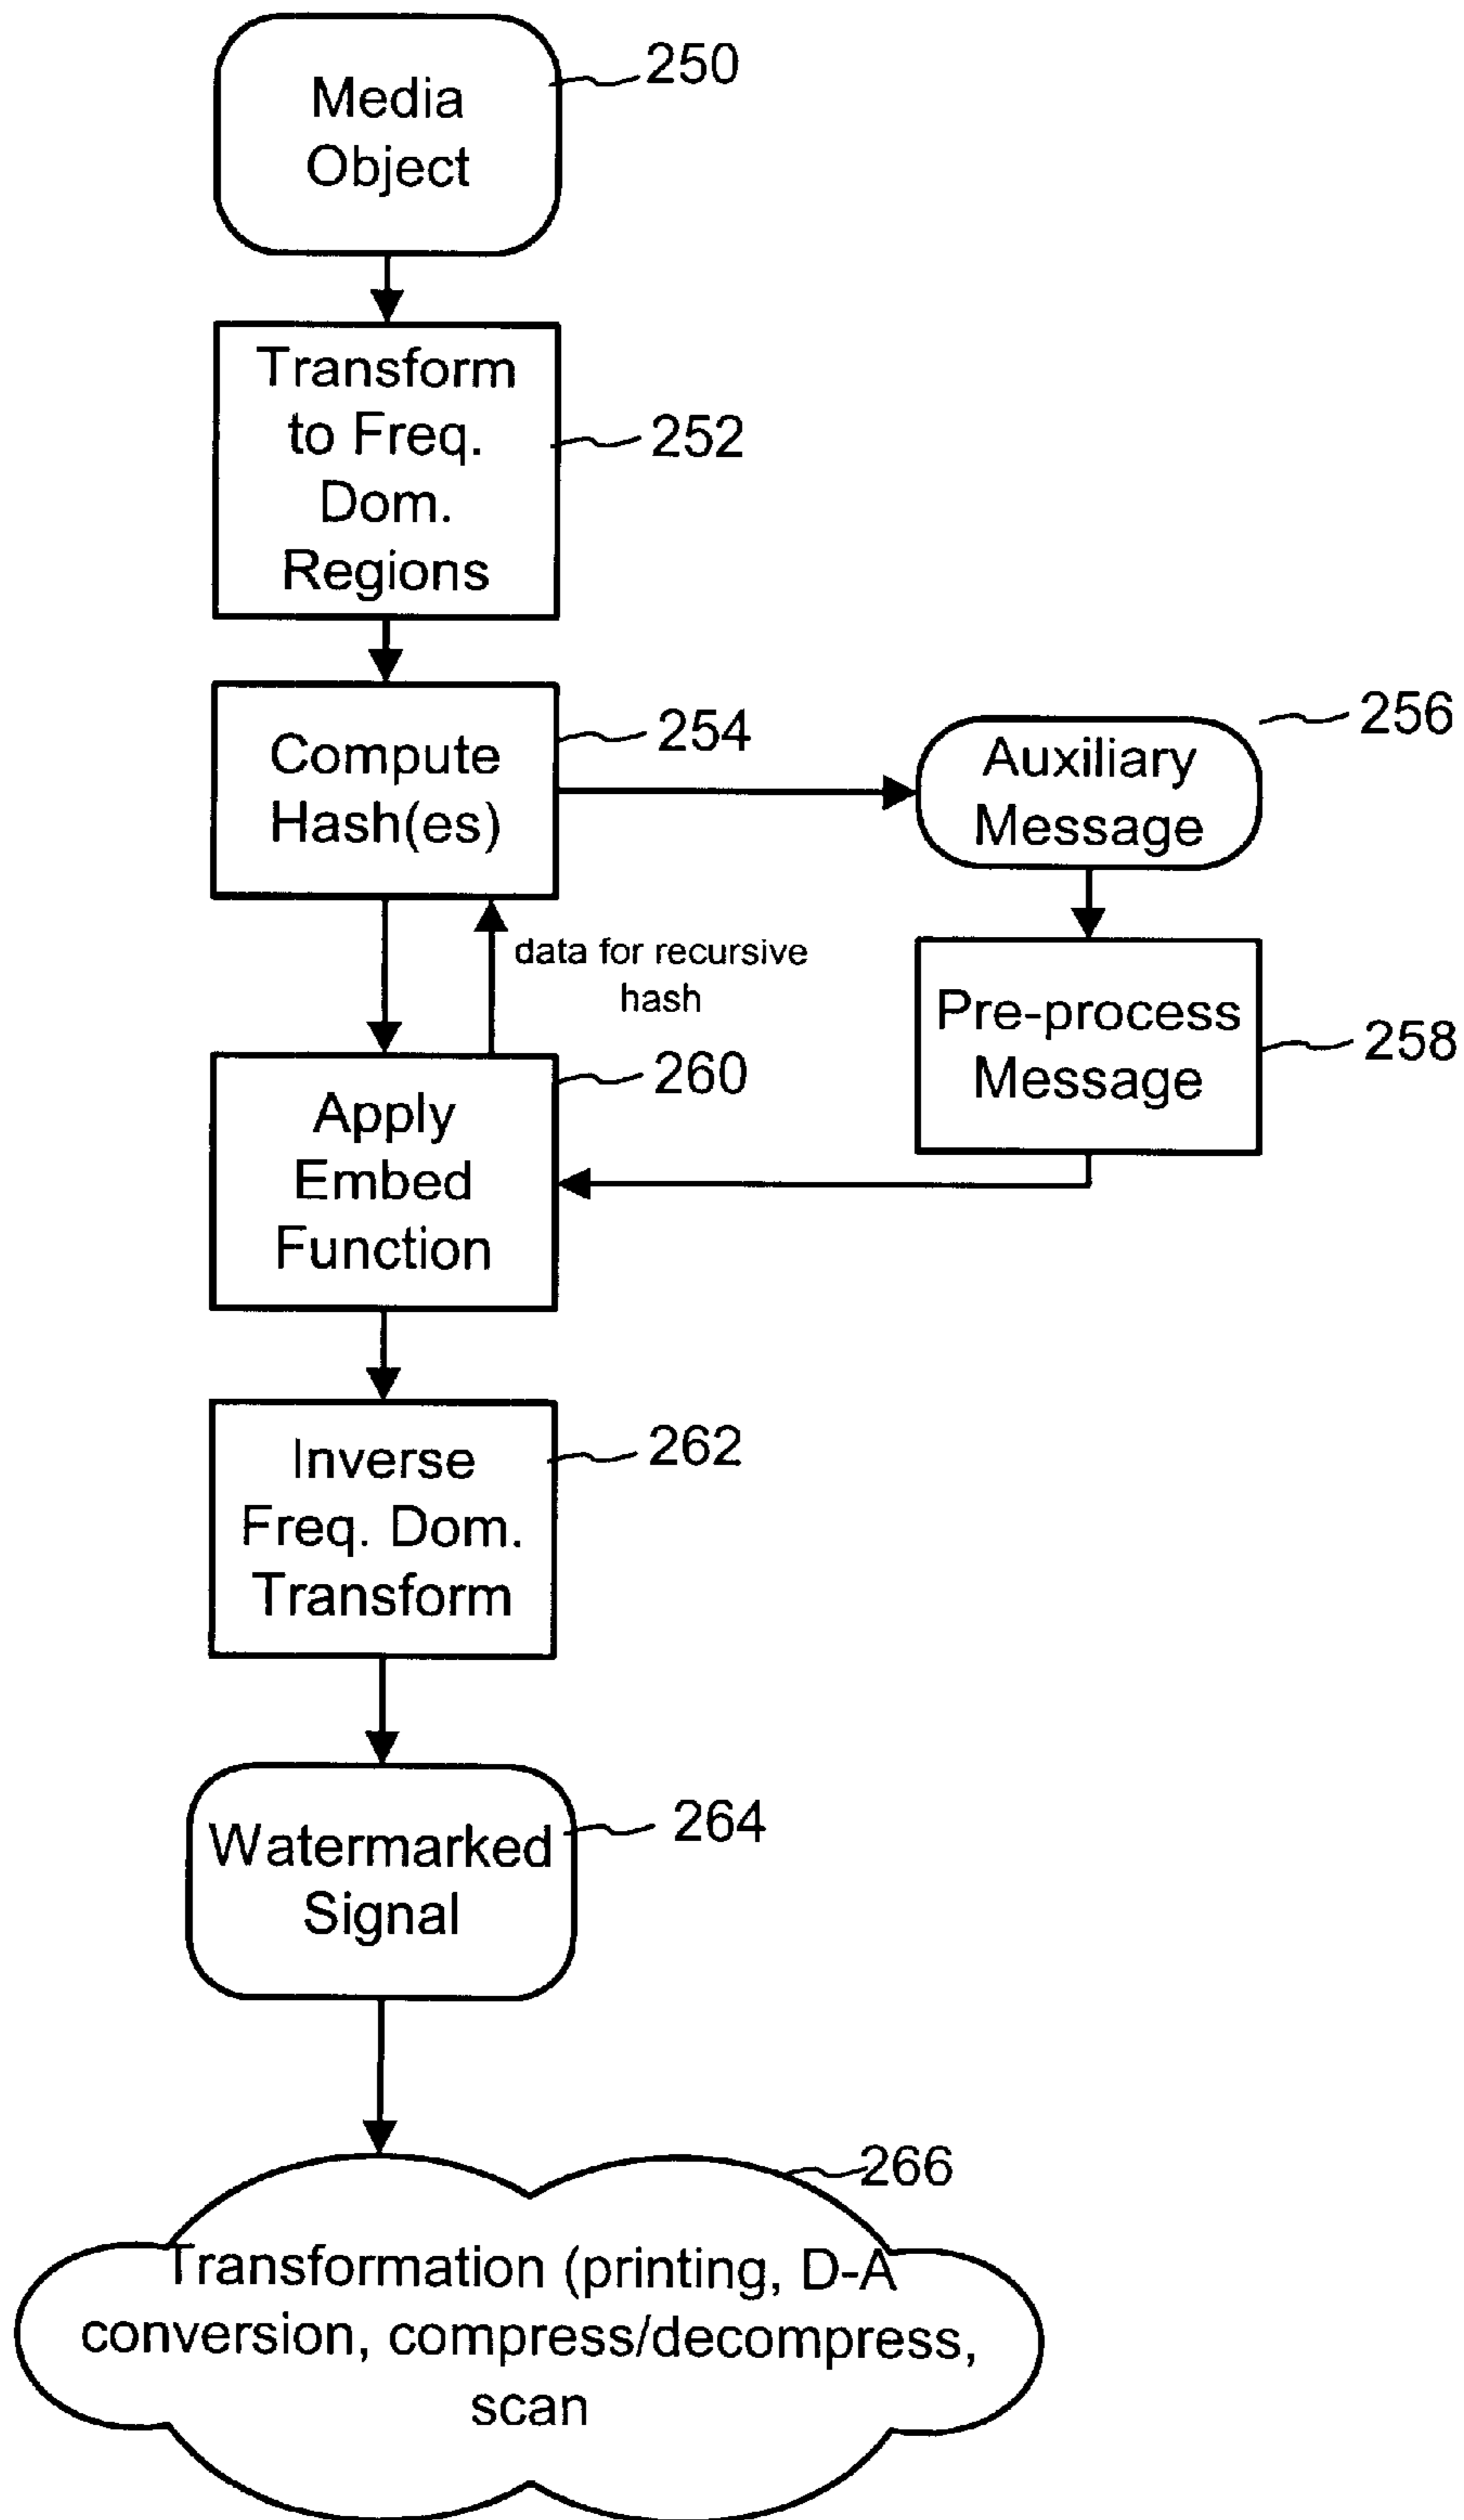 Media
Object
250
Transform
to Freq.
Dom.
Regions
252
Compute
Hash(es)
254
Auxiliary
Message
256
data for recursive
hash
Pre-process
Message
258
260
Apply
Embed
Function
Inverse
Freq. Dom.
Transform
262
Watermarked
Signal
264
266
Transformation (printing, D-A
conversion, compress/decompress,
scan